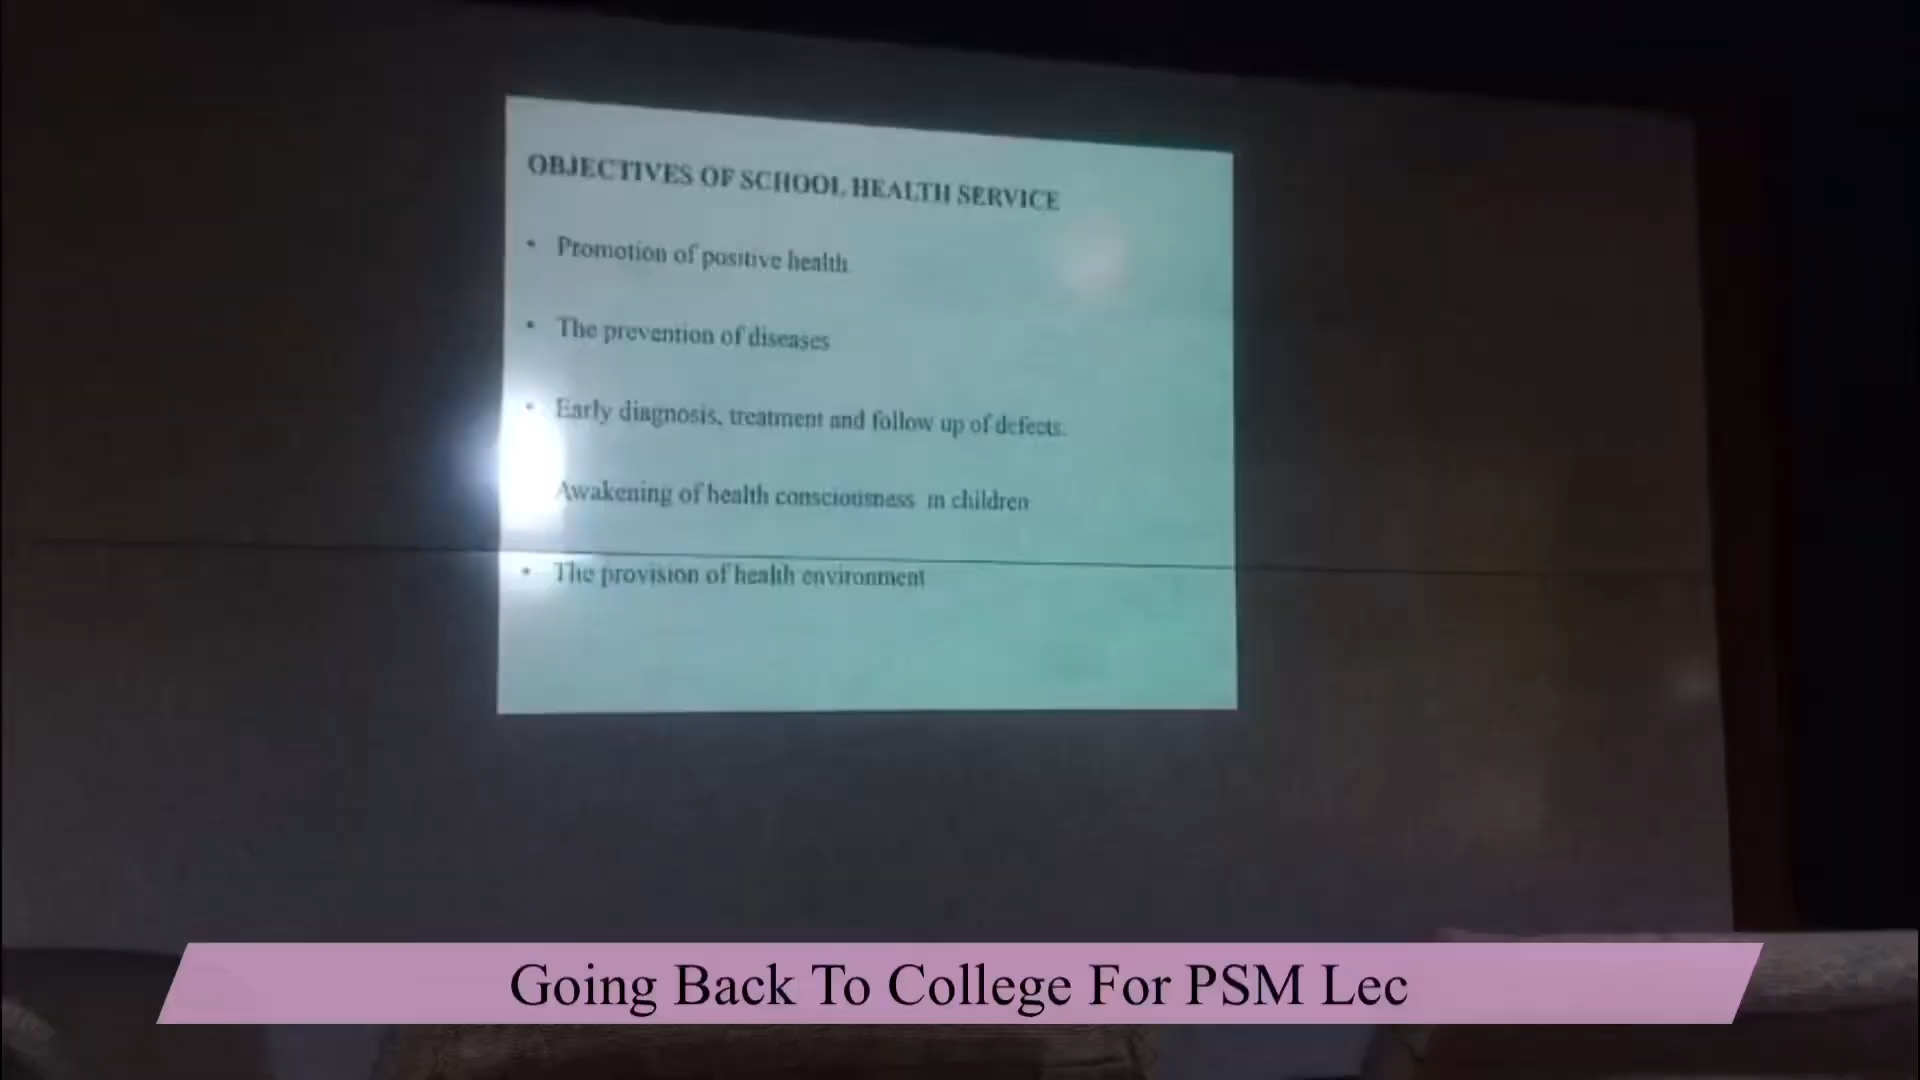 OBJECTIVES OF SCHOOL HEALTH SERVICE
• Promotion of positive health
• The prevention of diseases
• Early diagnosis, treatment and follow up of defects.
Awakening of health consciousness in children
• The provision of health environment
Going Back To College For PSM Lec